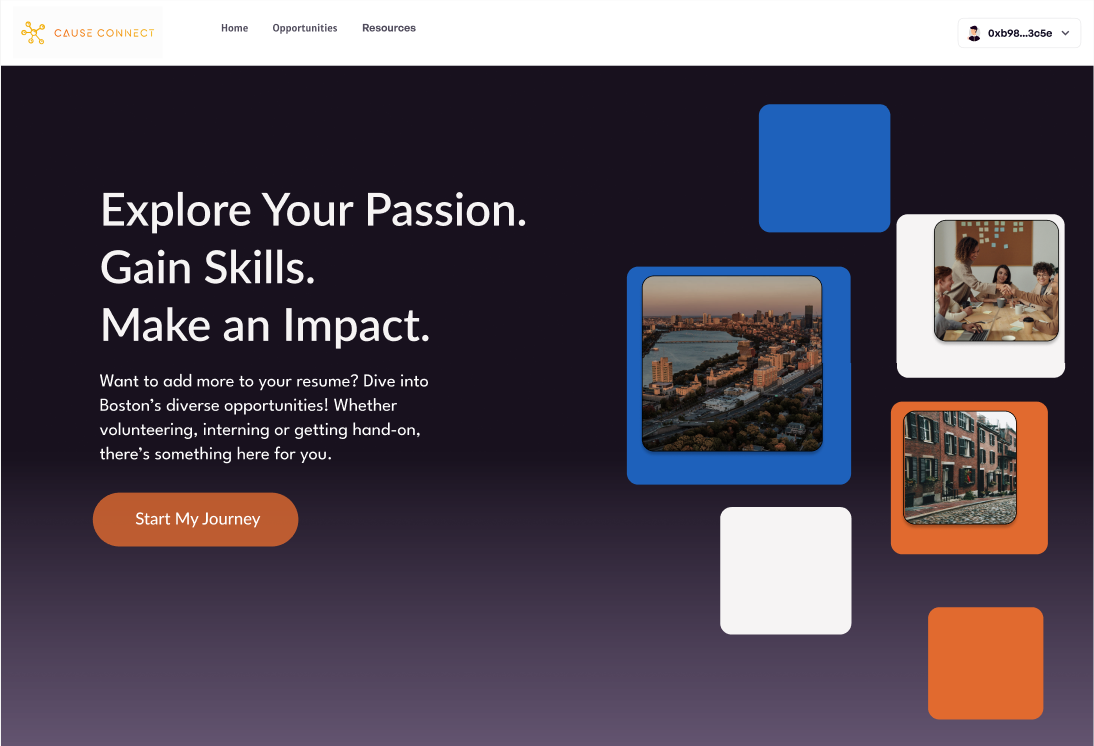 CAUSE CONNECT
Home
Opportunities
Resources
0xb98...3c5e
Explore Your Passion.
Gain Skills.
Make an Impact.
Want to add more to your resume? Dive into
Boston’s diverse opportunities! Whether
volunteering, interning or getting hand-on,
there’s something here for you.
Start My Journey